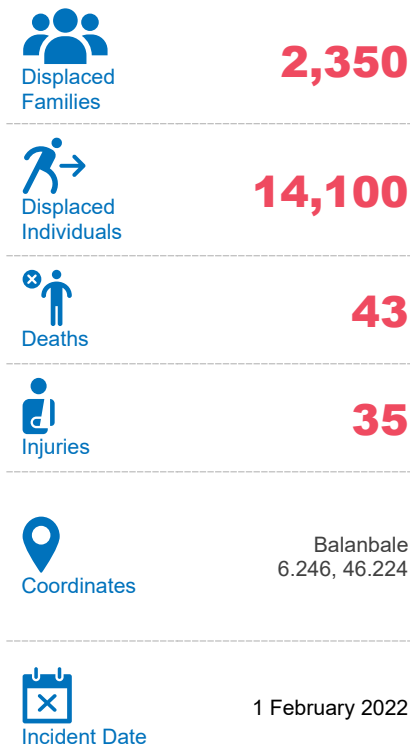 Displaced
Families
2,350
Displaced
Individuals
14,100
Deaths
43
Injuries
35
Coordinates
Balanbale
6.246, 46.224
Incident Date
1 February 2022